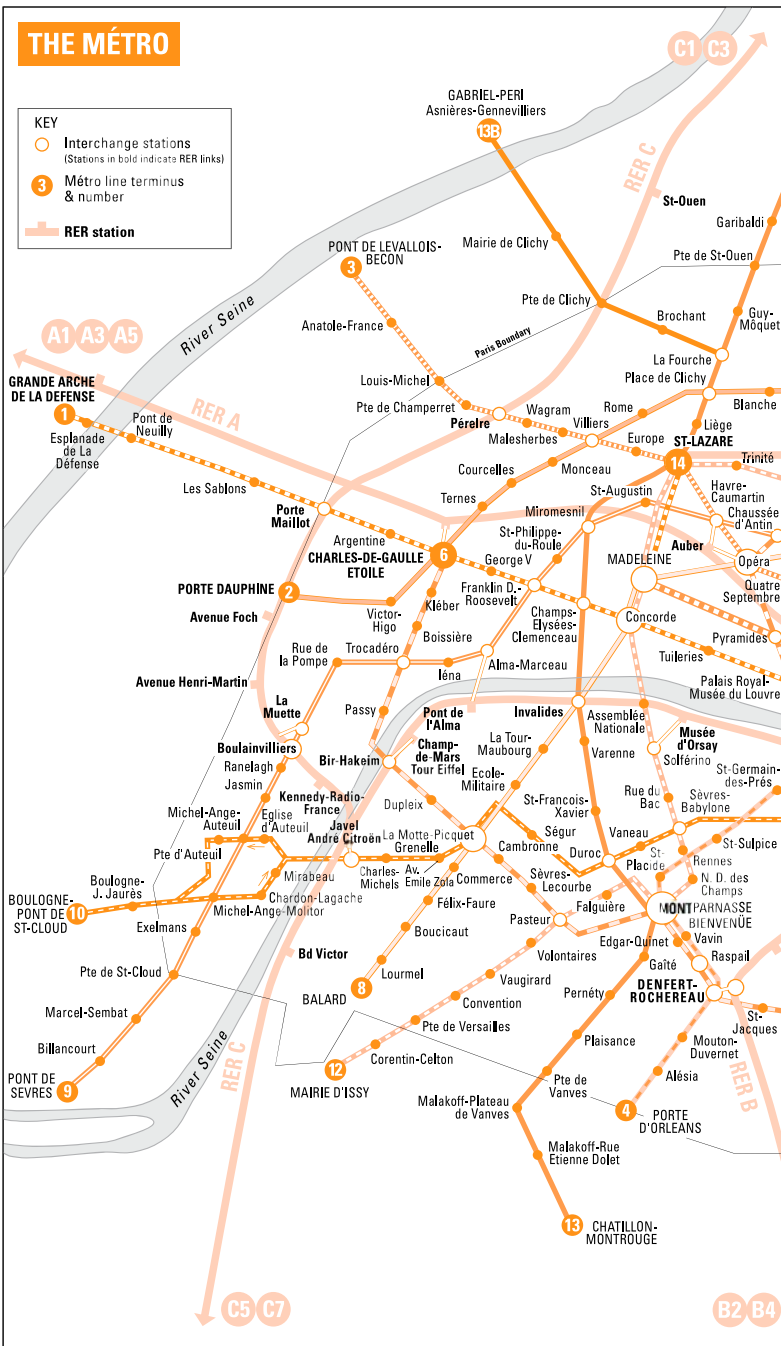 THE MÉTRO
C1 C3
KEY
Interchange stations
(Stations in bold indicate RER links)
3
Métro line terminus
& number
RER station
GABRIEL-PERI
Asnières-Gennevilliers
13B
RER C
St-Ouen
Garibaldi
Mairie de Clichy
Pte de St-Ouen
PONT DE LEVALLOIS-
BECON
3
River Seine
Pte de Clichy
Brochant
Guy-
Môquet
Anatole-France
Paris Boundary
La Fourche
A1 A3 A5
Place de Clichy
Louis-Michel
GRANDE ARCHE
DE LA DEFENSE
1
RER A
Pte de Champerret
Pérelre
Wagram
Malesherbes
Villiers
Rome
Blanche
Liège
Europe
ST-LAZARE
14
Trinité
Esplanade
de La
Défense
Pont de
Neuilly
Les Sablons
Courcelles
Monceau
Ternes
St-Augustin
Miromesnil
Havre-
Caumartin
Chaussée
d'Antin
Porte
Maillot
Argentine
CHARLES-DE-GAULLE
ETOILE
6
St-Philippe-
du-Roule
George V
Auber
Opéra
MADELEINE
Quatre
Septembre
PORTE DAUPHINE
2
Victor-
Higo
Kléber
Franklin D.-
Roosevelt
Champs-
Elysées-
Clemenceau
Concorde
Pyramides
Avenue Foch
Boissière
Tuileries
Rue de
la Pompe
Trocadéro
Iéna
Alma-Marceau
Palais Royal-
Musée du Louvre
Avenue Henri-Martin
La
Muette
Passy
Pont de
l'Alma
Invalides
Assemblée
Nationale
Musée
d'Orsay
Solférino
Boulainvilliers
Bir-Hakeim
Champ-
de-Mars
Tour Eiffel
La Tour-
Maubourg
Varenne
St-Germain-
des-Prés
Ranelagh
Jasmin
Ecole-
Militaire
Kennedy-Radio-
France
Dupleix
St-François-
Xavier
Rue du
Bac
Sèvres-
Babylone
Michel-Ange-
Auteuil
Eglise
d'Auteuil
Javel
André Citroën
La Motte-Picquet
Grenelle
Ségur
Cambronne
Duroc
Vaneau
St-Sulpice
Pte d'Auteuil
Charles-
Michels
Av.
Emile Zola
Commerce
Sèvres-
Lecourbe
St-
Placide
Rennes
N. D. des
Champs
Boulogne-
J. Jaurès
Mirabeau
Chardon-Lagache
Michel-Ange-Molitor
BOULOGNE-
PONT DE
ST-CLOUD
10
Félix-Faure
Pasteur
Falguière
MONTPARNASSE
BIENVENÜE
Exelmans
Boucicaut
Edgar-Quinet
Vavin
Raspail
Bd Victor
Volontaires
Gaîté
Pte de St-Cloud
Lourmel
BALARD
8
Vaugirard
Pernéty
DENFERT-
ROCHEREAU
Marcel-Sembat
Convention
St-
Jacques
Pte de Versailles
Plaisance
Mouton-
Duvernet
Billancourt
Corentin-Celton
PONT DE
SEVRES
9
RER C
River Seine
12
MAIRIE D'ISSY
Pte de
Vanves
Alésia
RER B
Malakoff-Plateau
de Vanves
4
PORTE
D'ORLEANS
Malakoff-Rue
Etienne Dolet
13
CHATILLON-
MONTROUGE
C5 C7
B2 B4